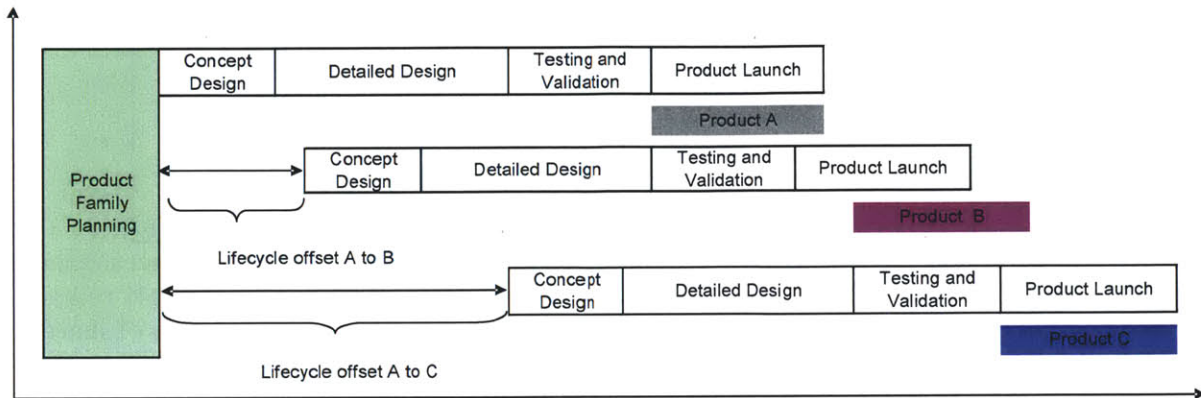 Concept
Design
Detailed Design
Testing and
Validation
Product Launch
Product A
Product
Family
Planning
Concept
Design
Detailed Design
Testing and
Validation
Product Launch
Product B
Lifecycle offset A to B
Concept
Design
Detailed Design
Testing and
Validation
Product Launch
Product C
Lifecycle offset A to C